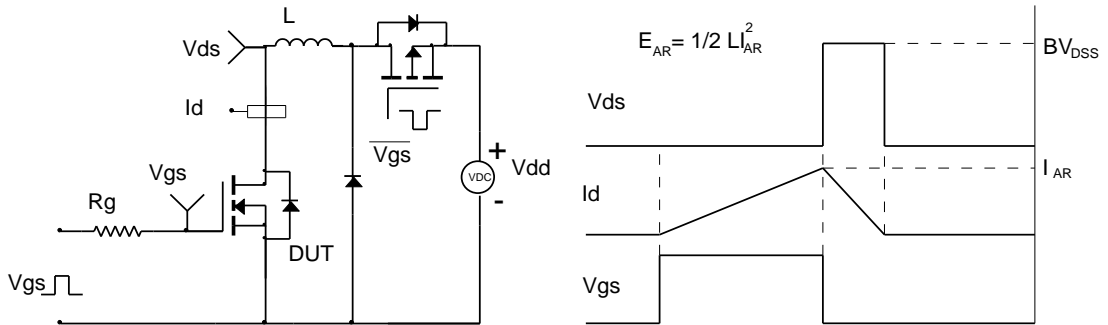 L
Vds
Id
Vgs
Rg
DUT
Vgs
Vgs
VDC
+
-
Vdd
E_AR = 1/2 LI_AR^2
Vds
BV_DSS
Id
I_AR
Vgs